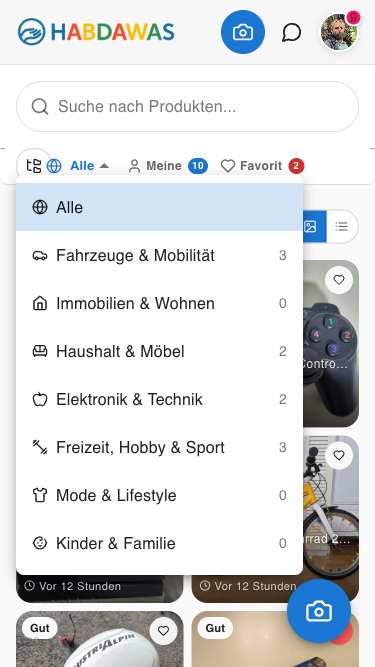 HABDAWAS
8
Suche nach Produkten...
Alle Meine 10 Favorit 2
Alle
Fahrzeuge & Mobilität 3
Immobilien & Wohnen 0
Haushalt & Möbel 2
Elektronik & Technik 2
Freizeit, Hobby & Sport 3
Mode & Lifestyle 0
Kinder & Familie 0
Contro...
rrad 2...
Vor 12 Stunden
Vor 12 Stunden
Gut
Gut